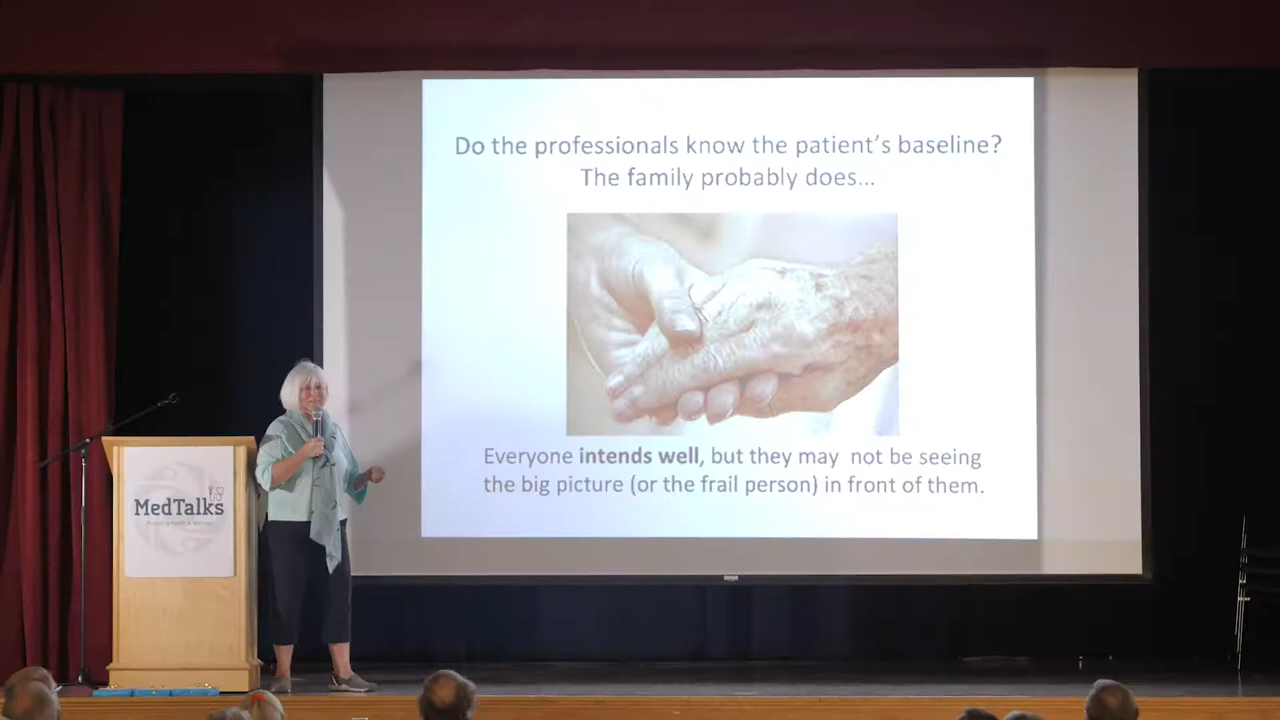 Do the professionals know the patient's baseline?
The family probably does...
Everyone intends well, but they may  not be seeing
the big picture (or the frail person) in front of them.
MedTalks